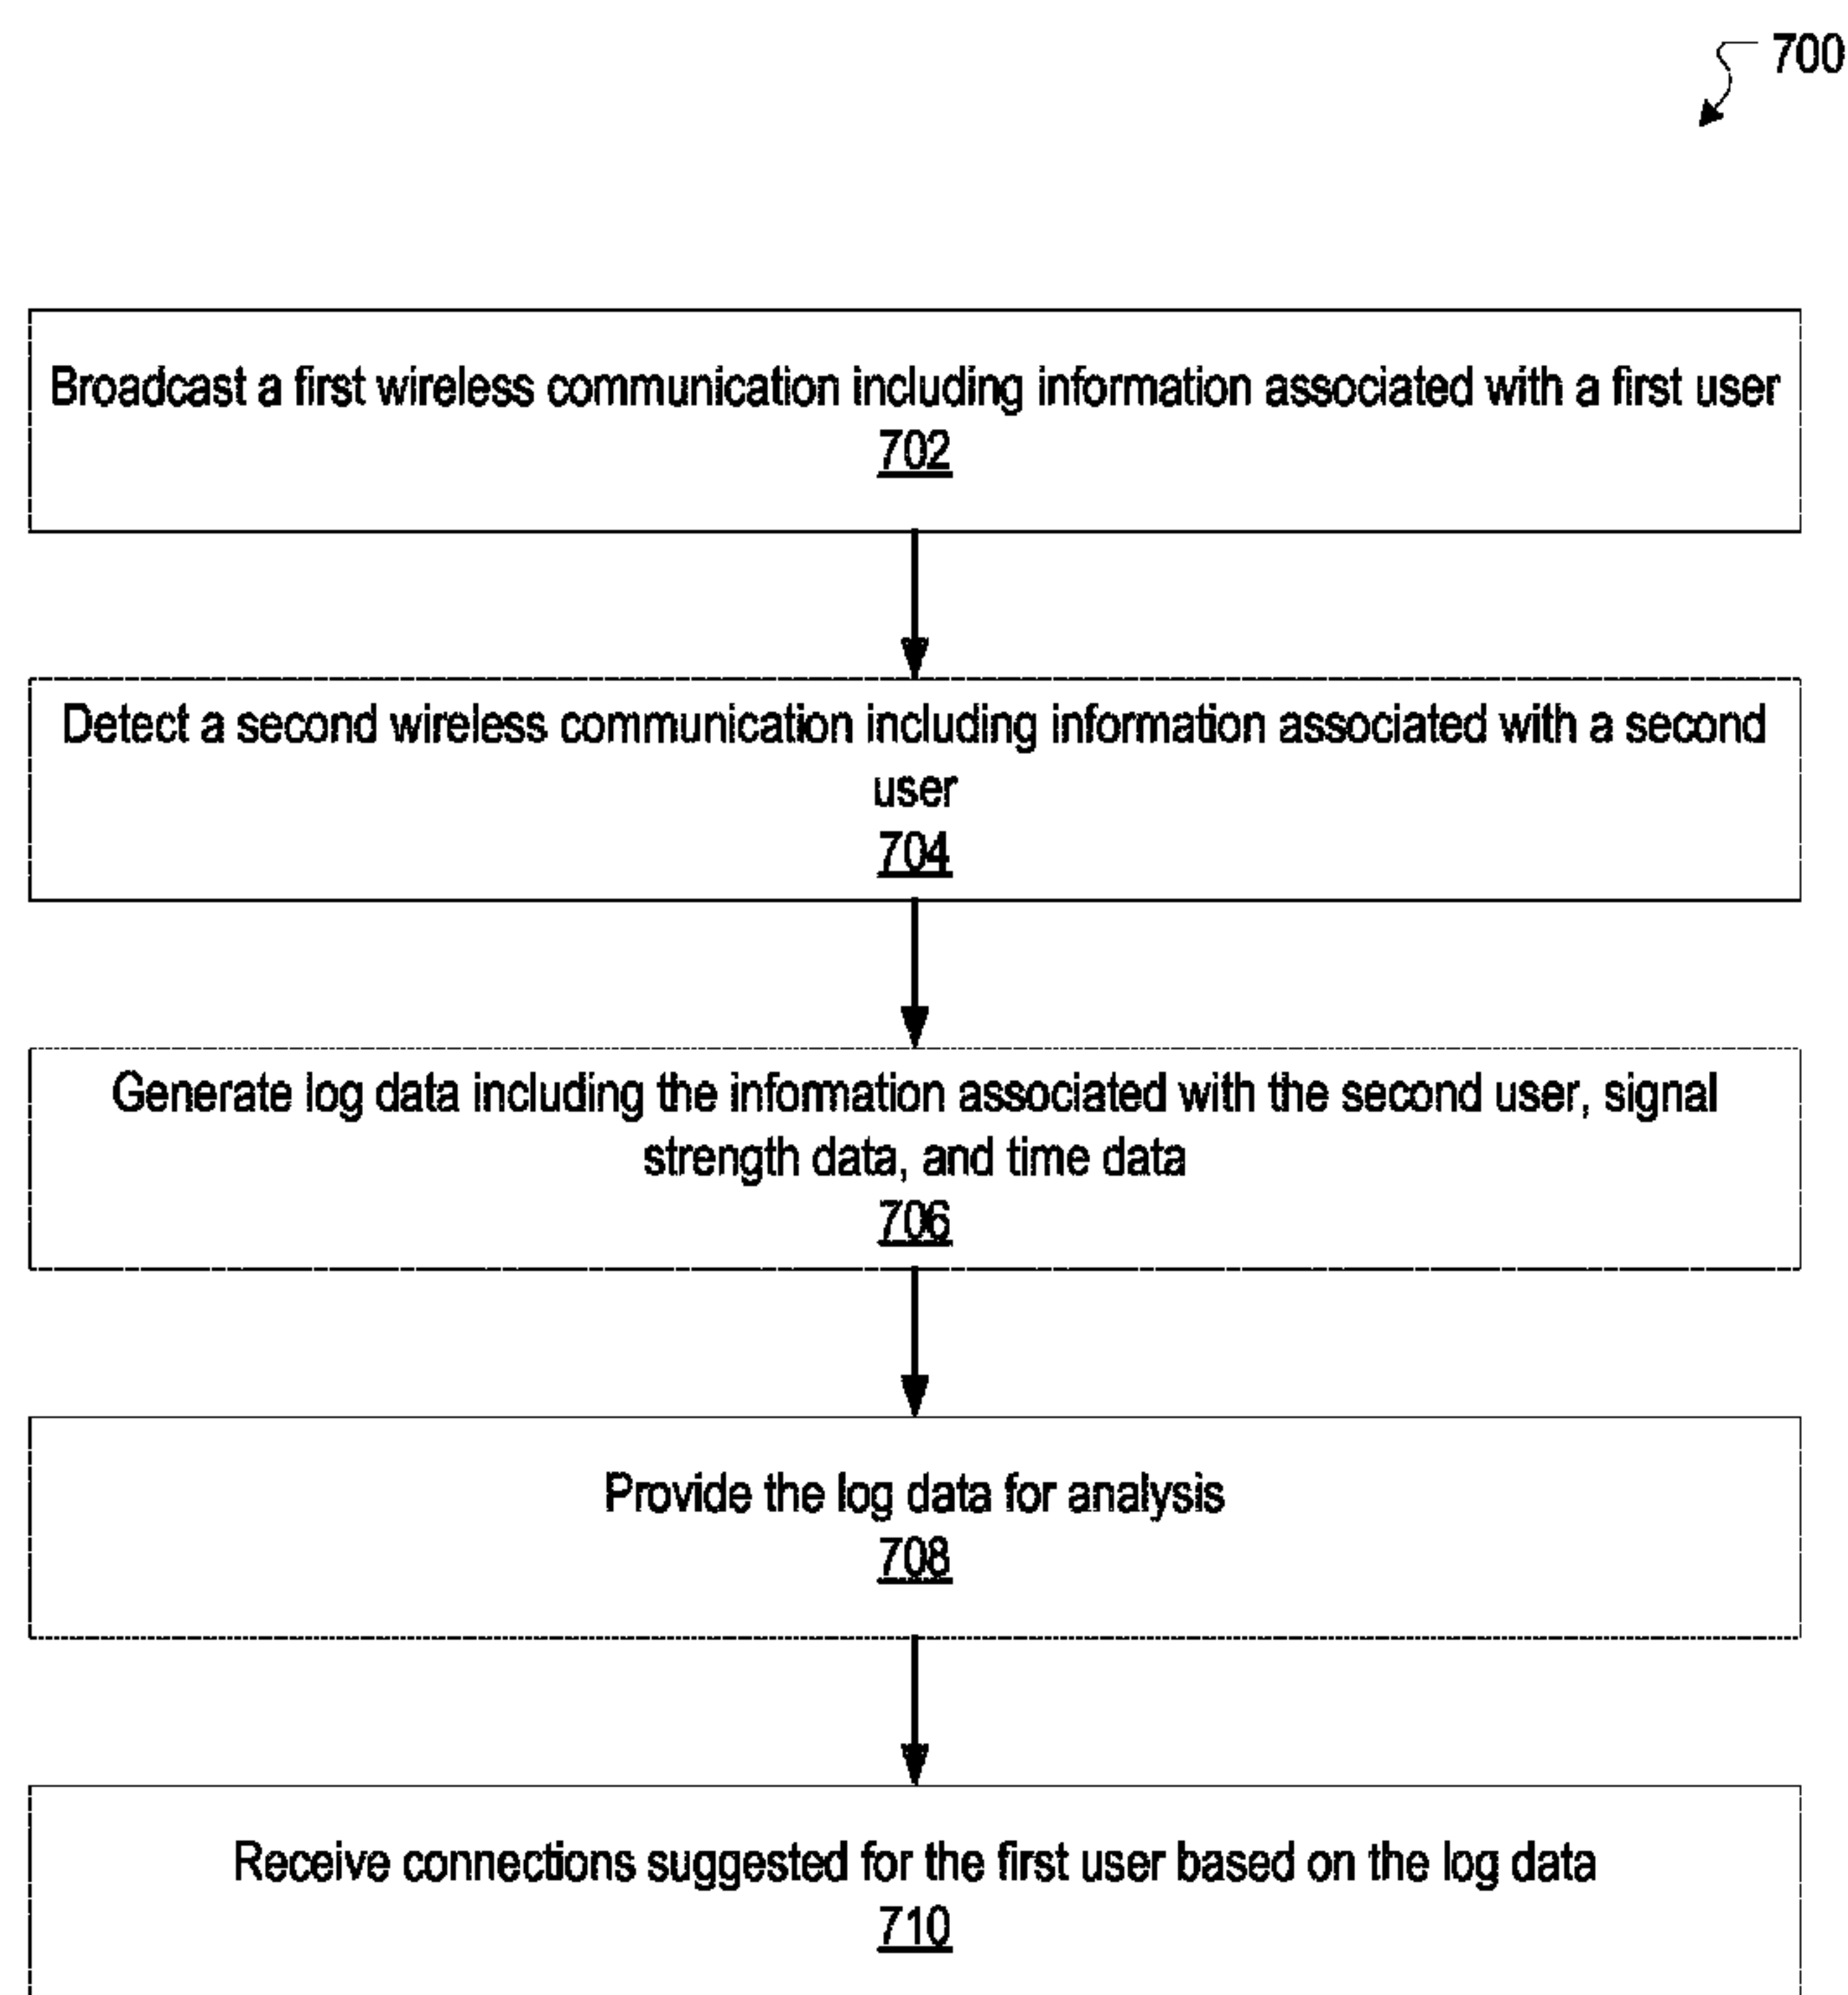 700
Broadcast a first wireless communication including information associated with a first user
702
Detect a second wireless communication including information associated with a second
user
704
Generate log data including the information associated with the second user, signal
strength data, and time data
706
Provide the log data for analysis
708
Receive connections suggested for the first user based on the log data
710